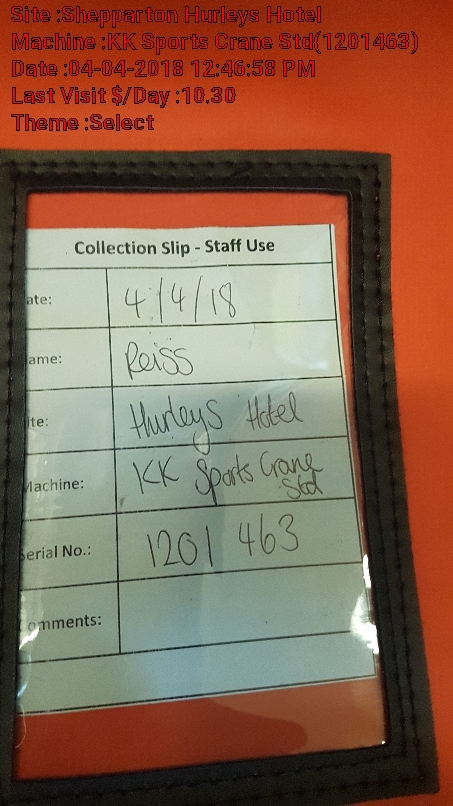 Site :Shepparton Hurleys Hotel
Machine :KK Sports Crane Std(1201463)
Date :04-04-2018 12:46:58 PM
Last Visit $/Day :10.30
Theme :Select
Collection Slip - Staff Use
ate: 4/4/18
ame: Reiss
ite: Hurleys Hotel
Machine: KK Sports Crane
Std
Serial No.: 1201 463
omments: